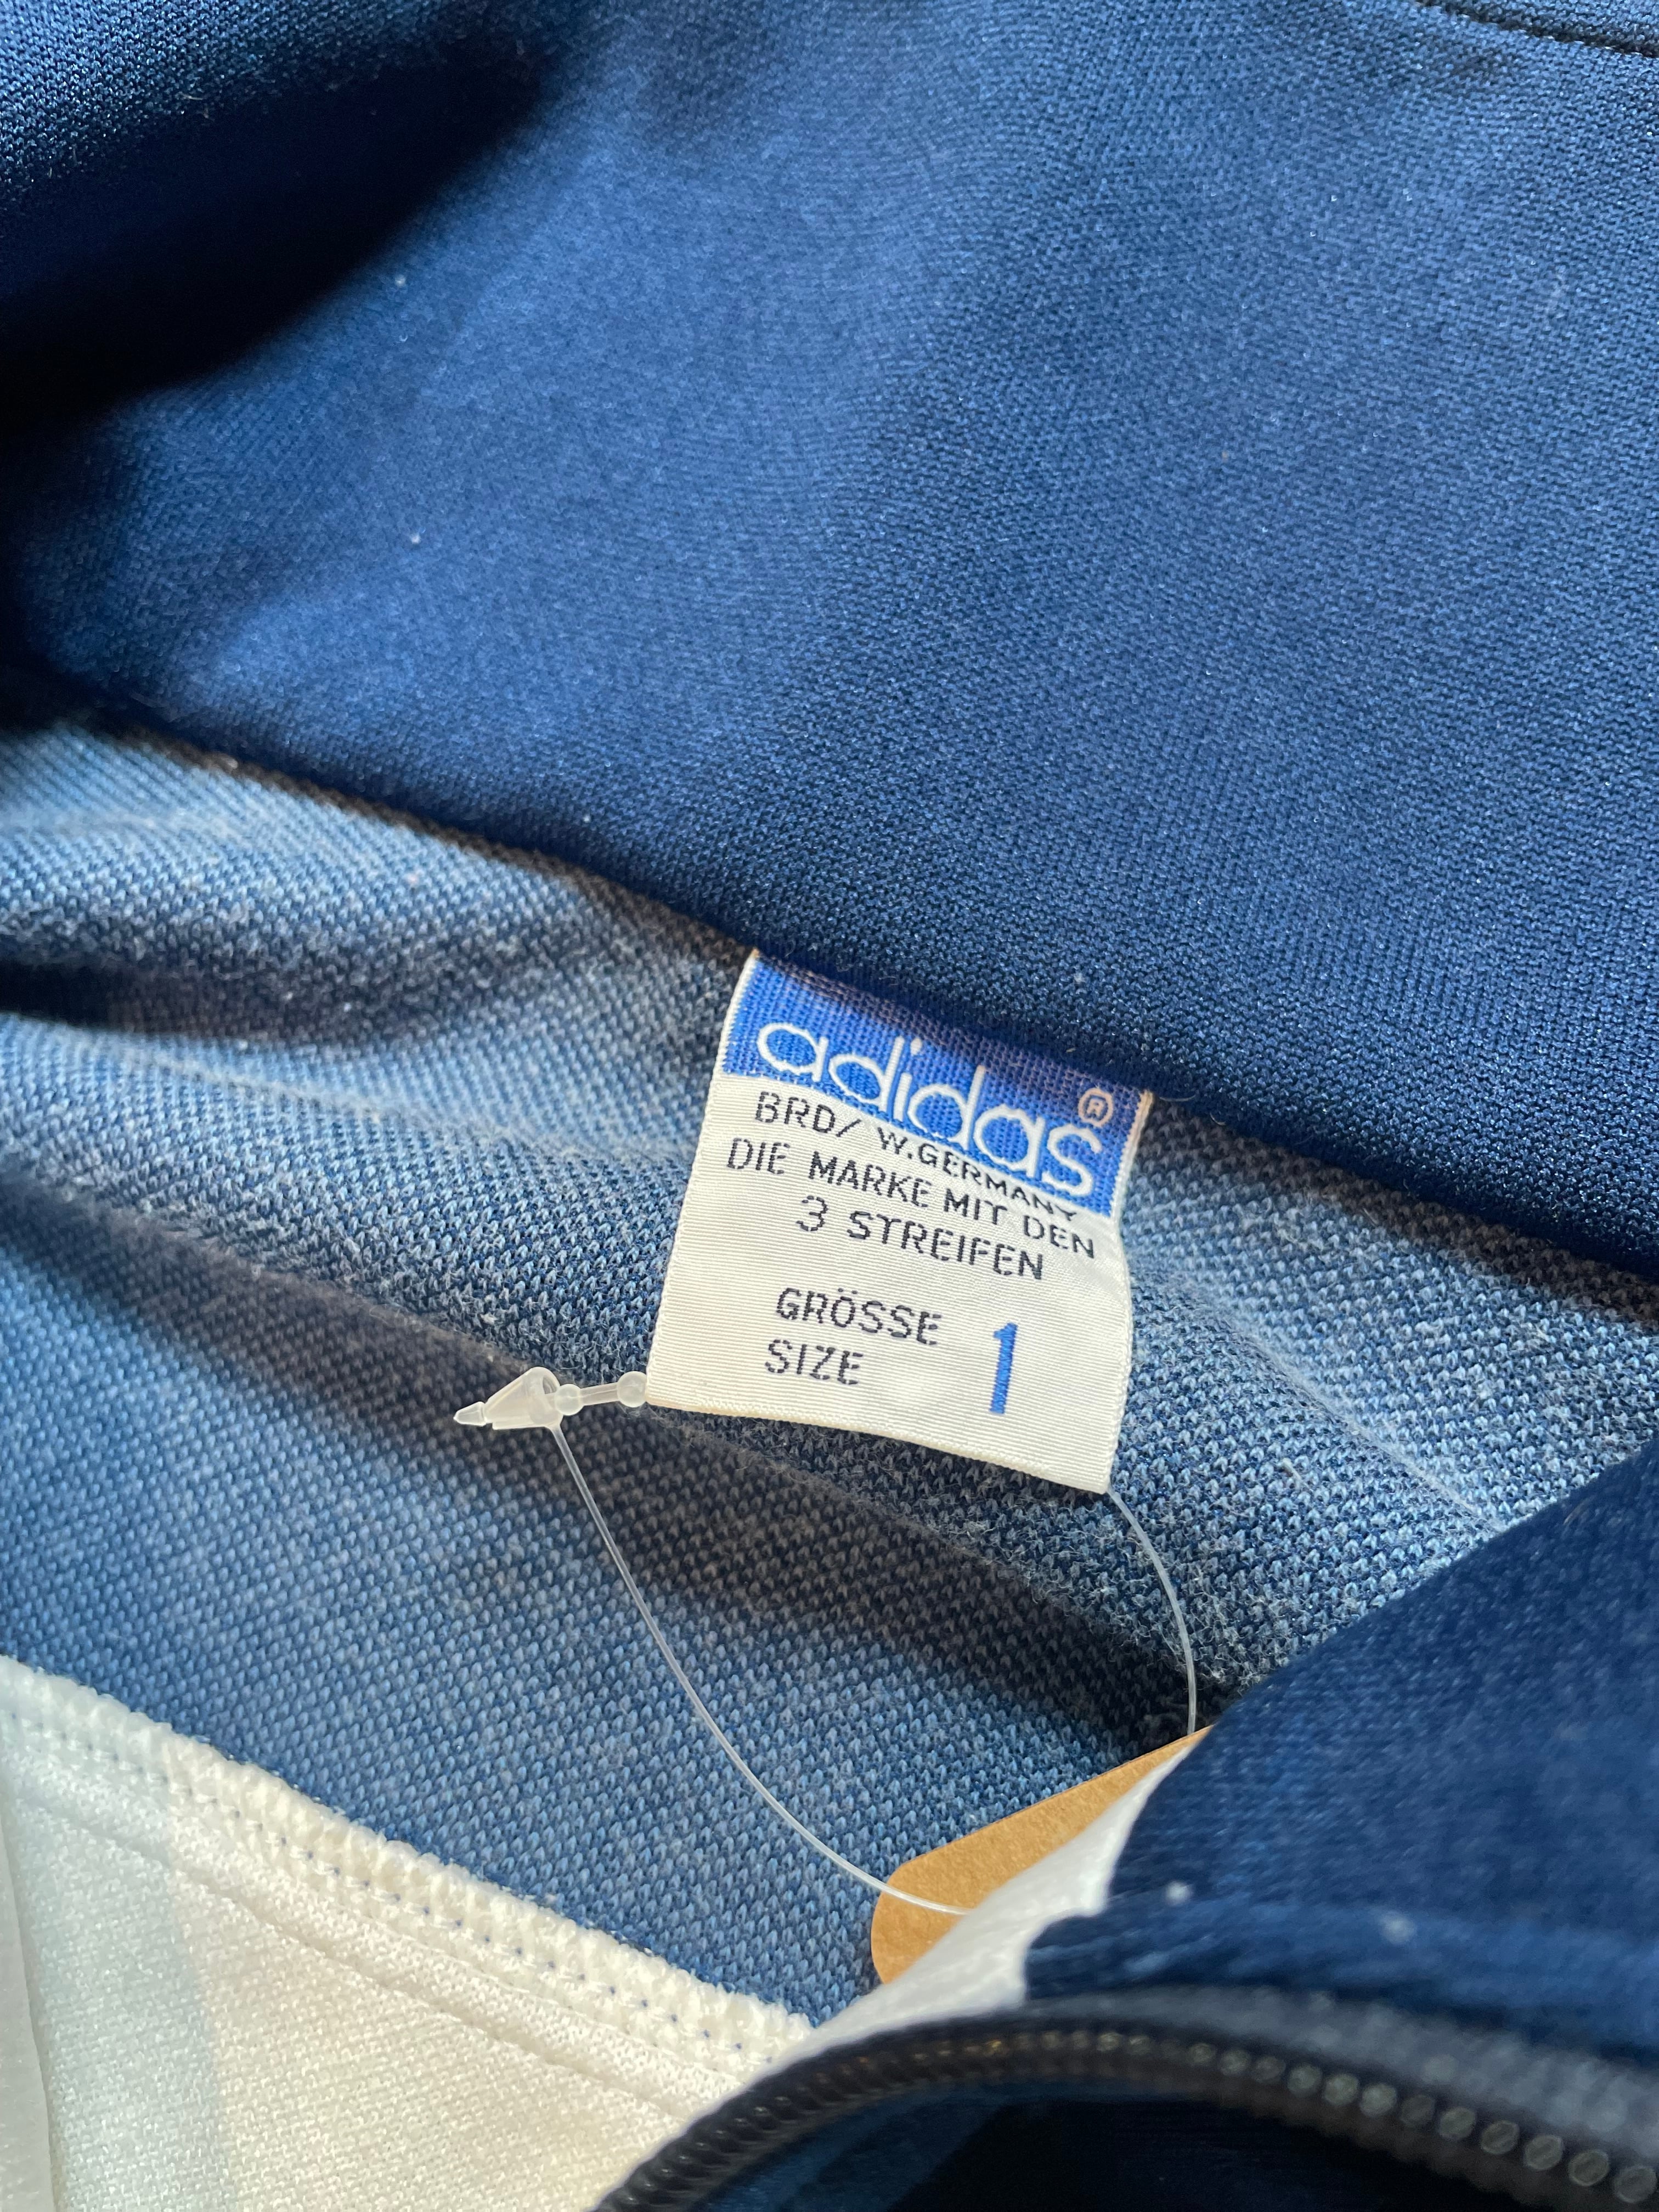 adidas®
BRD/ W.GERMANY
DIE MARKE MIT DEN
3 STREIFEN
GRÖSSE
SIZE 1